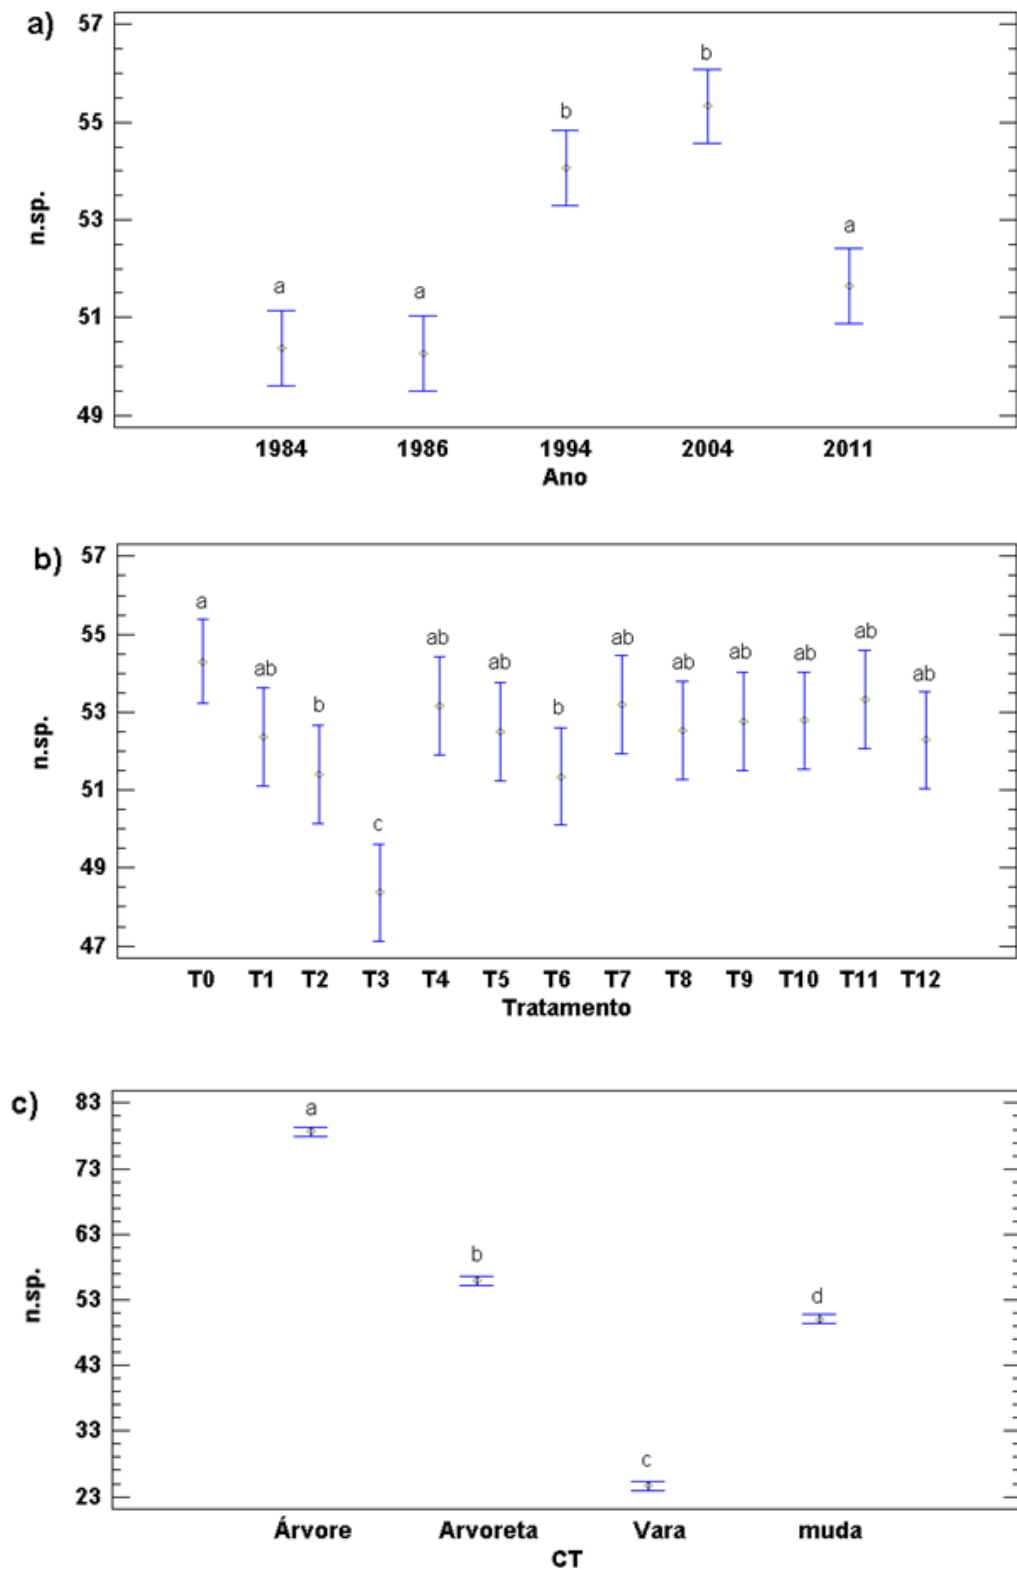 a)
57
b
b
55
n.sp.
53
a
a
a
51
49
1984 1986 1994 2004 2011
Ano
b)
57
a
55
ab ab ab ab ab ab ab ab ab
b b
n.sp.
53
51
c
49
47
T0 T1 T2 T3 T4 T5 T6 T7 T8 T9 T10 T11 T12
Tratamento
c)
83
a
73
63
b
n.sp.
53
d
43
33
c
23
Árvore Arvoreta Vara muda
CT